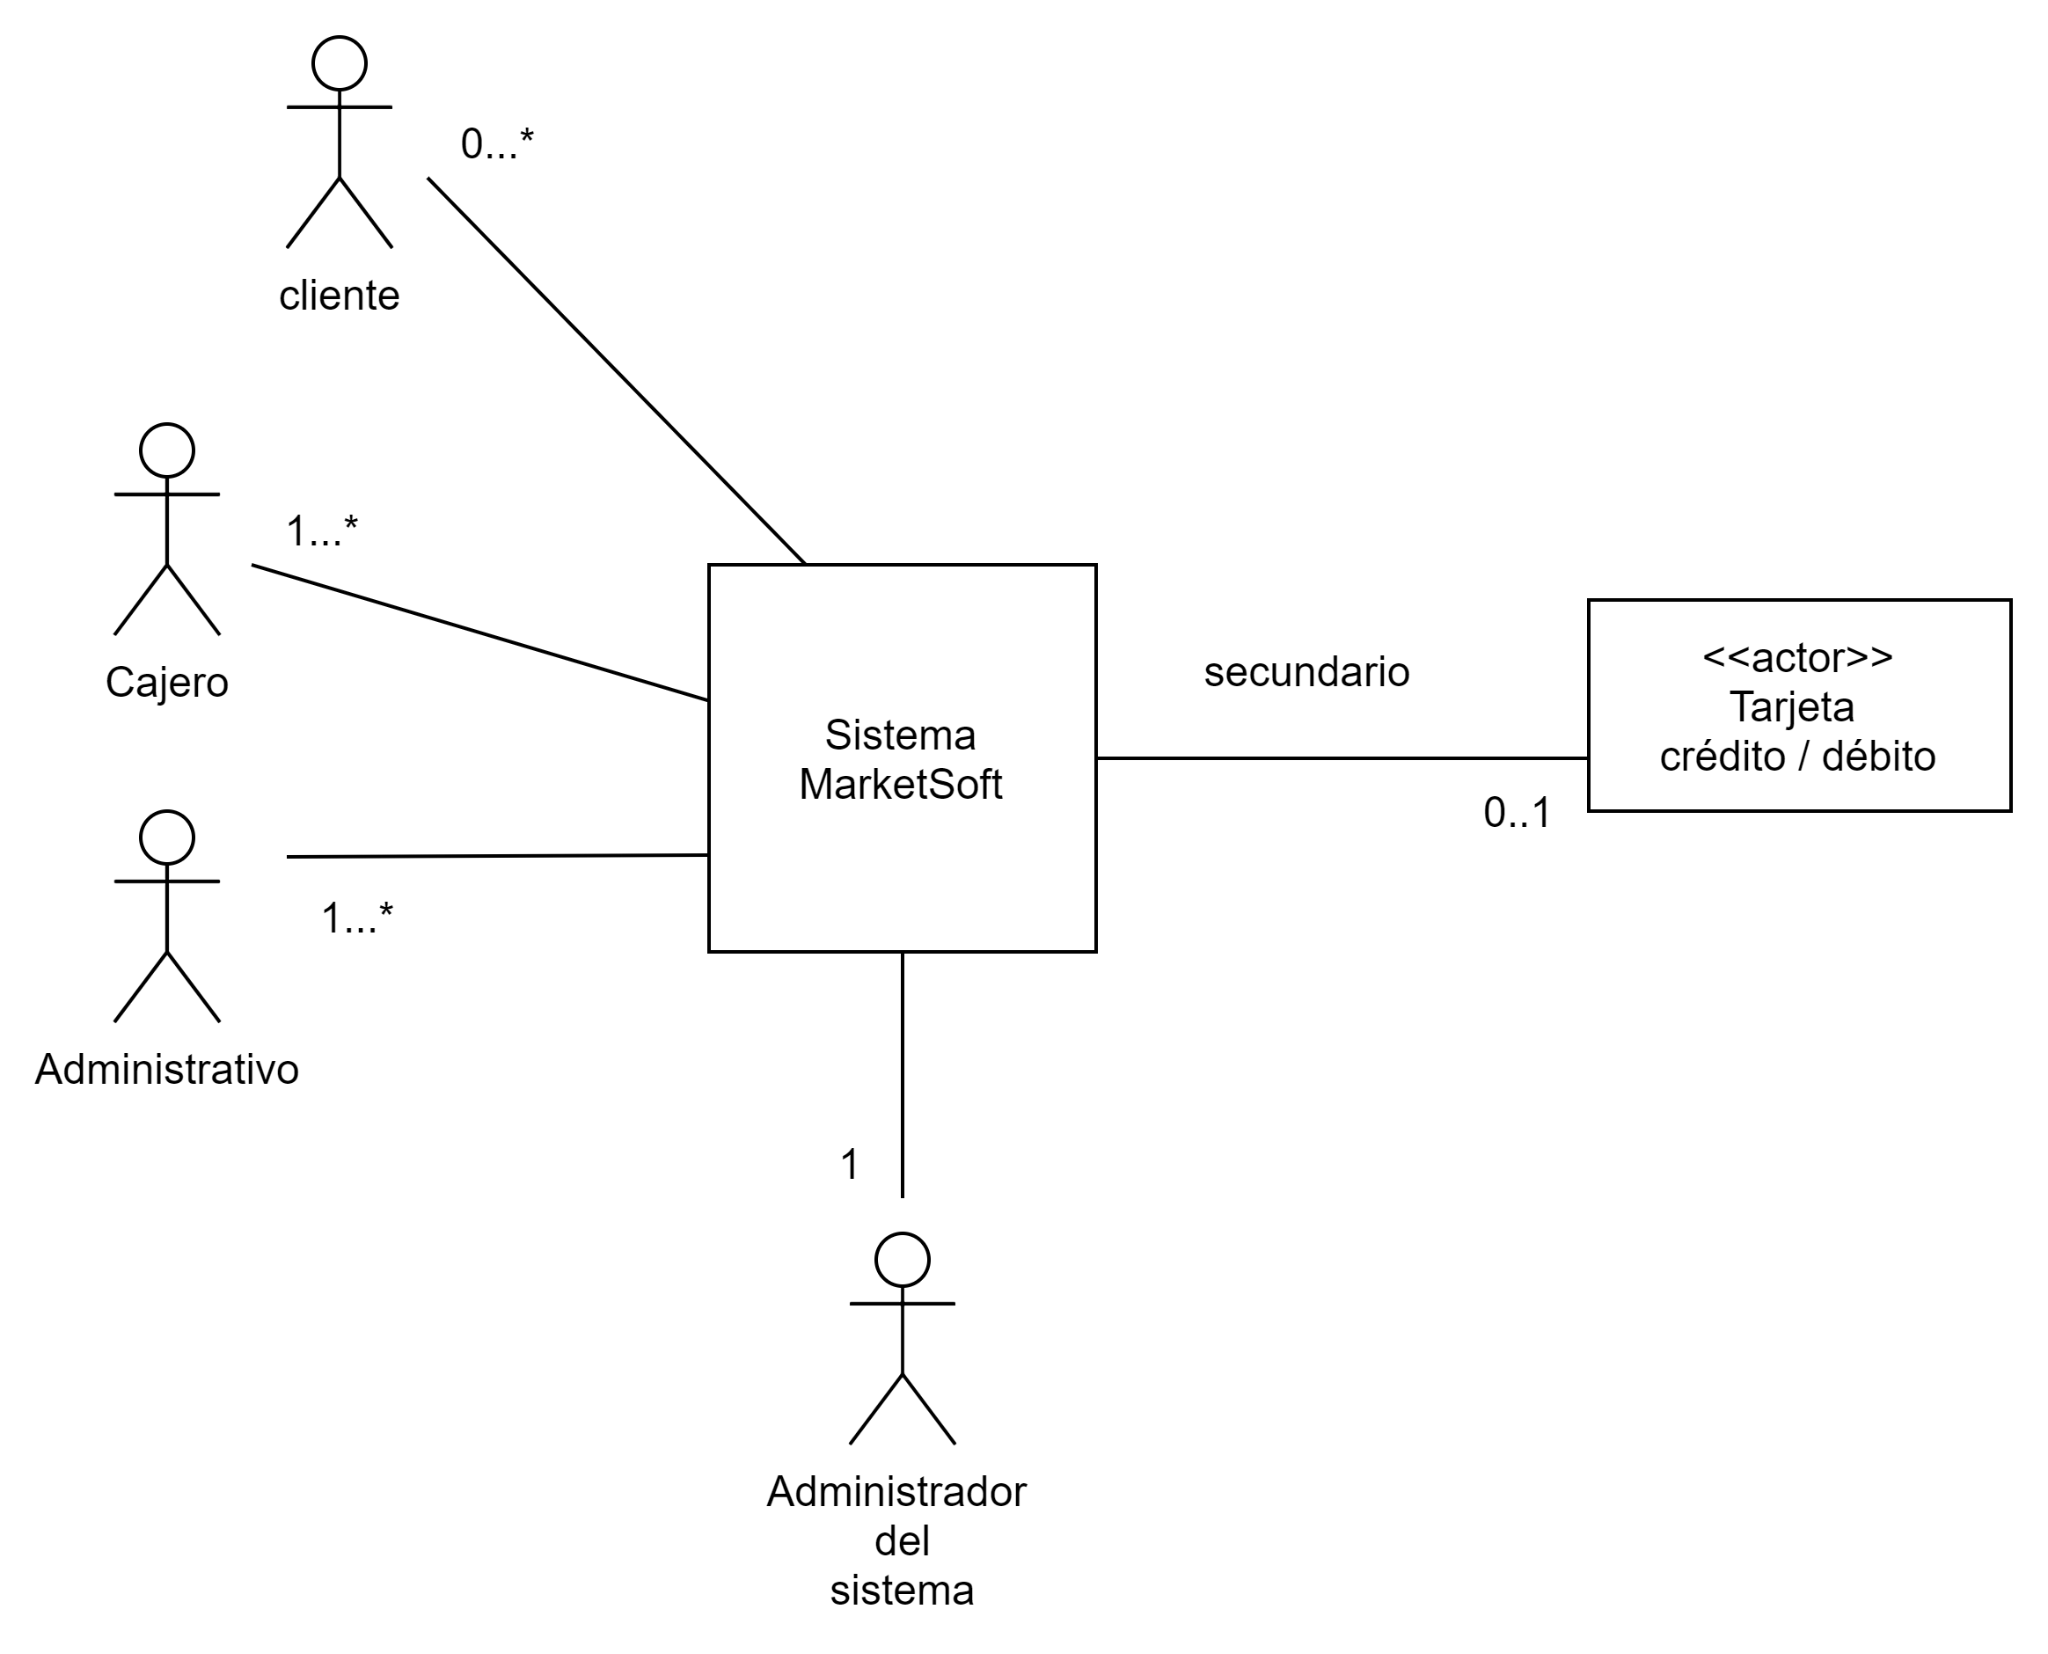 0...*
cliente
1...*
Cajero
Sistema
MarketSoft
secundario
<<actor>>
Tarjeta
crédito / débito
0..1
1...*
Administrativo
1
Administrador
del
sistema